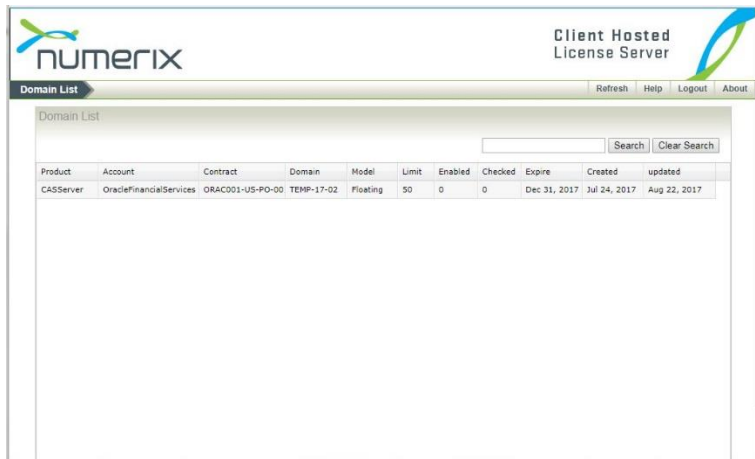 numerix
Client Hosted
License Server
Domain List Refresh Help Logout About
Domain List
Search Clear Search
Product Account Contract Domain Model Limit Enabled Checked Expire Created updated
CASServer OracleFinancialServices ORAC001-US-PO-00 TEMP-17-02 Floating 50 0 0 Dec 31, 2017 Jul 24, 2017 Aug 22, 2017